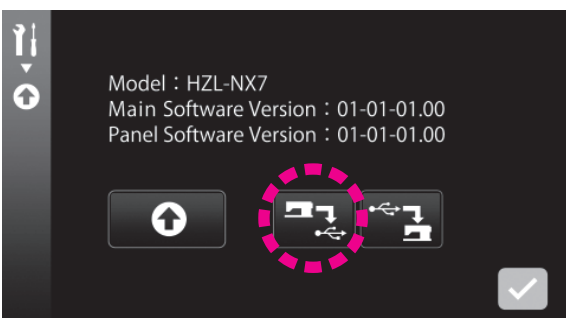 Model：HZL-NX7
Main Software Version：01-01-01.00
Panel Software Version：01-01-01.00